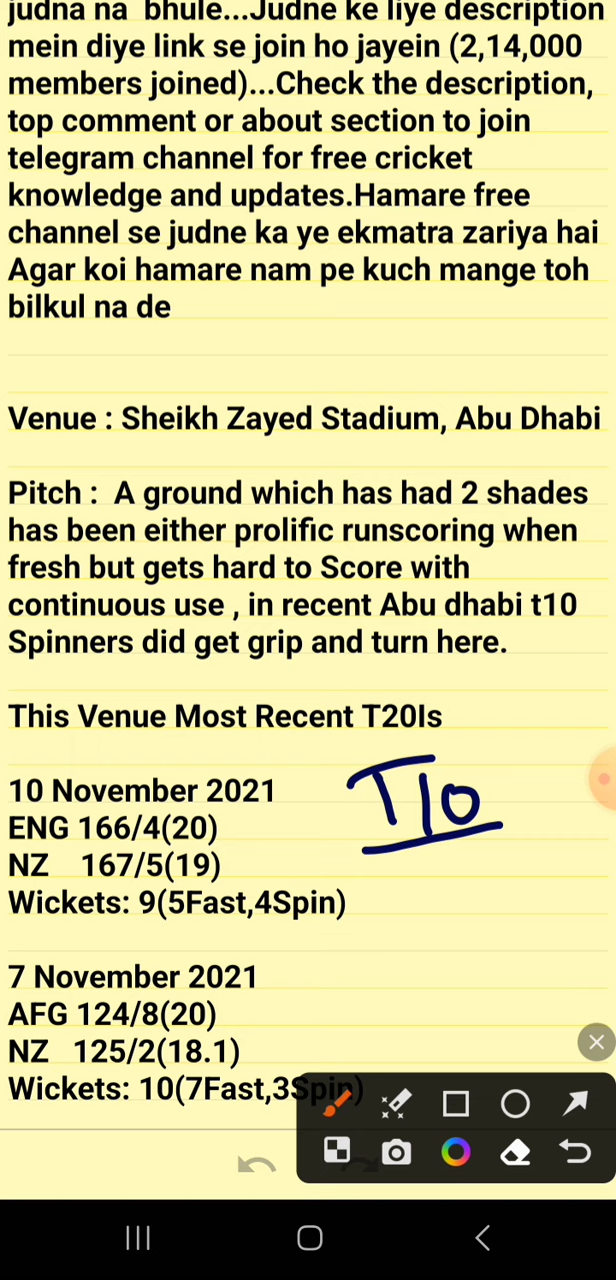 judna na bhule...Judne ke liye description
mein diye link se join ho jayein (2,14,000
members joined)...Check the description,
top comment or about section to join
telegram channel for free cricket
knowledge and updates.Hamare free
channel se judne ka ye ekmatra zariya hai
Agar koi hamare nam pe kuch mange toh
bilkul na de
Venue : Sheikh Zayed Stadium, Abu Dhabi
Pitch : A ground which has had 2 shades
has been either prolific runscoring when
fresh but gets hard to Score with
continuous use , in recent Abu dhabi t10
Spinners did get grip and turn here.
This Venue Most Recent T20Is
10 November 2021
ENG 166/4(20)
NZ 167/5(19)
Wickets: 9(5Fast,4Spin)
T10
7 November 2021
AFG 124/8(20)
NZ 125/2(18.1)
Wickets: 10(7Fast,3Spin)